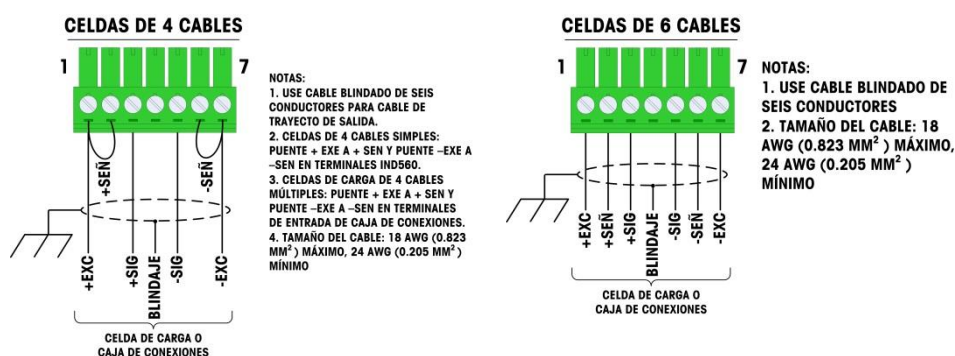 CELDAS DE 4 CABLES
1
7
+SEÑ
-SEÑ
+EXC
+SIG
BLINDAJE
-SIG
-EXC
CELDA DE CARGA O
CAJA DE CONEXIONES
NOTAS:
1. USE CABLE BLINDADO DE SEIS
CONDUCTORES PARA CABLE DE
TRAYECTO DE SALIDA.
2. CELDAS DE 4 CABLES SIMPLES:
PUENTE + EXE A + SEN Y PUENTE –EXE A
–SEN EN TERMINALES IND560.
3. CELDAS DE CARGA DE 4 CABLES
MÚLTIPLES: PUENTE + EXE A + SEN Y
PUENTE –EXE A –SEN EN TERMINALES
DE ENTRADA DE CAJA DE CONEXIONES.
4. TAMAÑO DEL CABLE: 18 AWG (0.823
MM² ) MÁXIMO, 24 AWG (0.205 MM² )
MÍNIMO
CELDAS DE 6 CABLES
1
7
+EXC
+SEÑ
+SIG
BLINDAJE
-SIG
-SEÑ
-EXC
CELDA DE CARGA O
CAJA DE CONEXIONES
NOTAS:
1. USE CABLE BLINDADO DE
SEIS CONDUCTORES
2. TAMAÑO DEL CABLE: 18
AWG (0.823 MM² ) MÁXIMO,
24 AWG (0.205 MM² )
MÍNIMO